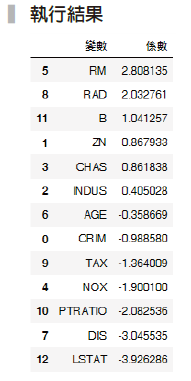 執行結果
變數 係數
5 RM 2.808135
8 RAD 2.032761
11 B 1.041257
1 ZN 0.867933
3 CHAS 0.861838
2 INDUS 0.405028
6 AGE -0.358669
0 CRIM -0.988580
9 TAX -1.364009
4 NOX -1.900100
10 PTRATIO -2.082536
7 DIS -3.045535
12 LSTAT -3.926286